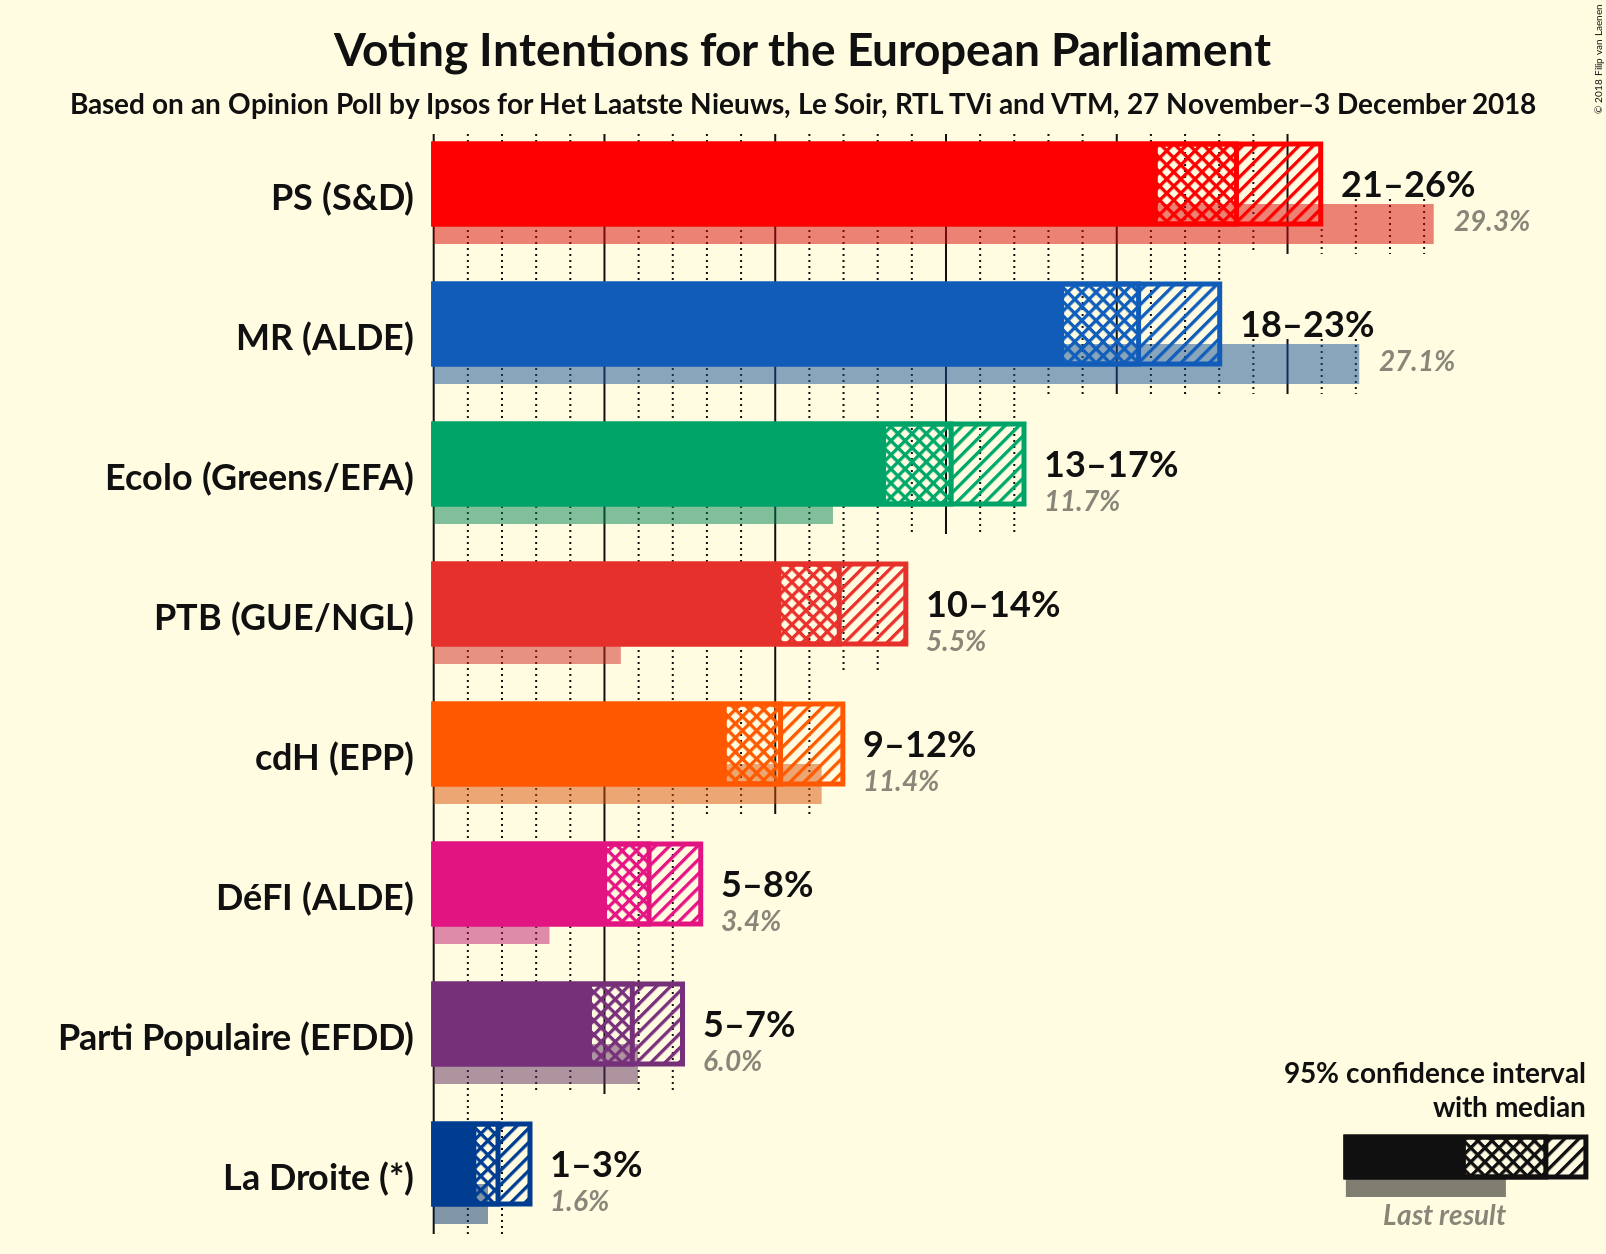 Voting Intentions for the European Parliament
Based on an Opinion Poll by Ipsos for Het Laatste Nieuws, Le Soir, RTL TVi and VTM, 27 November–3 December 2018
© 2018 Filip van Laenen
PS (S&D)
21–26%
29.3%
MR (ALDE)
18–23%
27.1%
Ecolo (Greens/EFA)
13–17%
11.7%
PTB (GUE/NGL)
10–14%
5.5%
cdH (EPP)
9–12%
11.4%
DéFI (ALDE)
5–8%
3.4%
Parti Populaire (EFDD)
5–7%
6.0%
La Droite (*)
1–3%
1.6%
95% confidence interval
with median
Last result